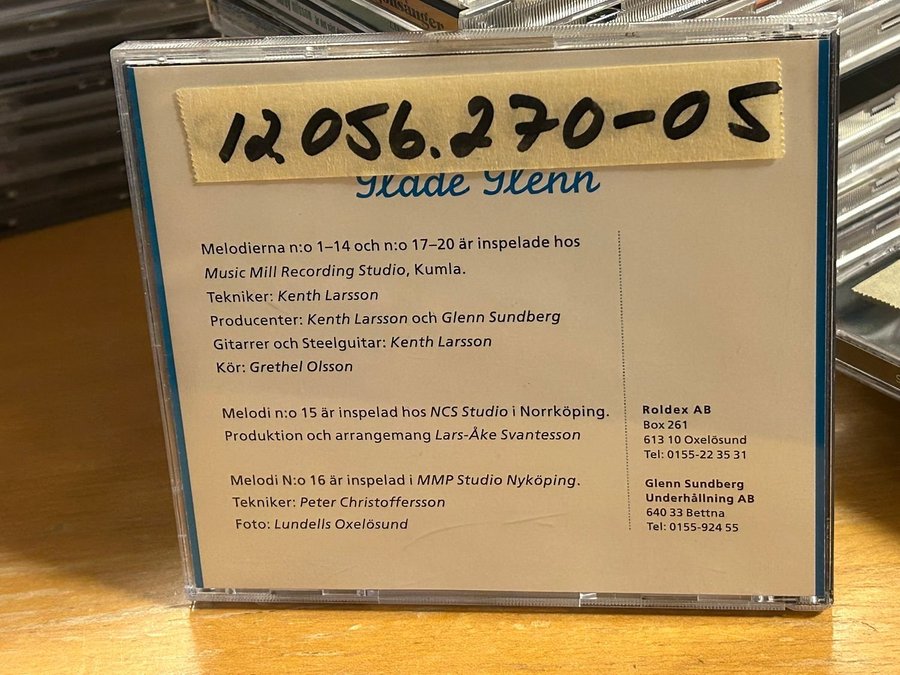 12.056.270-05
Glade Glenn
Melodierna n:o 1–14 och n:o 17–20 är inspelade hos
Music Mill Recording Studio, Kumla.
Tekniker: Kenth Larsson
Producenter: Kenth Larsson och Glenn Sundberg
Gitarrer och Steelguitar: Kenth Larsson
Kör: Grethel Olsson
Melodi n:o 15 är inspelad hos NCS Studio i Norrköping.
Produktion och arrangemang Lars-Åke Svantesson
Melodi N:o 16 är inspelad i MMP Studio Nyköping.
Tekniker: Peter Christoffersson
Foto: Lundells Oxelösund
Roldex AB
Box 261
613 10 Oxelösund
Tel: 0155-22 35 31
Glenn Sundberg
Underhållning AB
640 33 Bettna
Tel: 0155-924 55